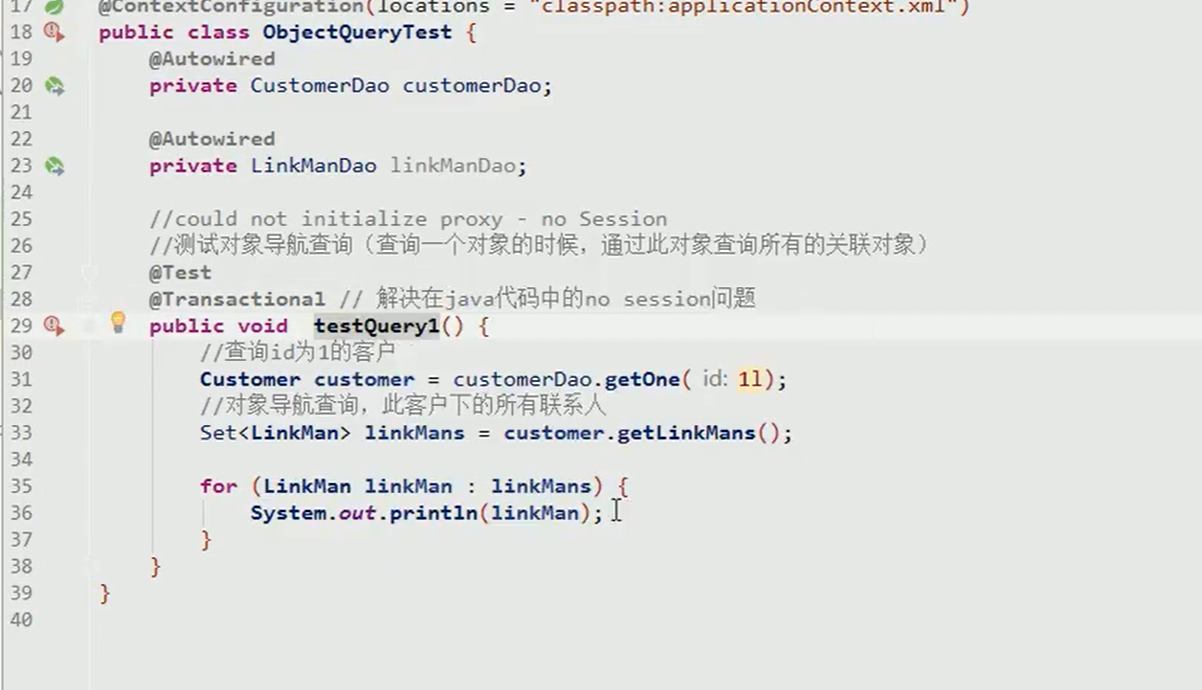 17 @ContextConfiguration(locations = "classpath:applicationContext.xml")
18 public class ObjectQueryTest {
19 @Autowired
20 private CustomerDao customerDao;
21
22 @Autowired
23 private LinkManDao linkManDao;
24
25 //could not initialize proxy - no Session
26 //测试对象导航查询（查询一个对象的时候，通过此对象查询所有的关联对象）
27 @Test
28 @Transactional // 解决在java代码中的no session问题
29 public void testQuery1() {
30 //查询id为1的客户
31 Customer customer = customerDao.getOne( id: 1l);
32 //对象导航查询，此客户下的所有联系人
33 Set<LinkMan> linkMans = customer.getLinkMans();
34
35 for (LinkMan linkMan : linkMans) {
36 System.out.println(linkMan);
37 }
38 }
39 }
40